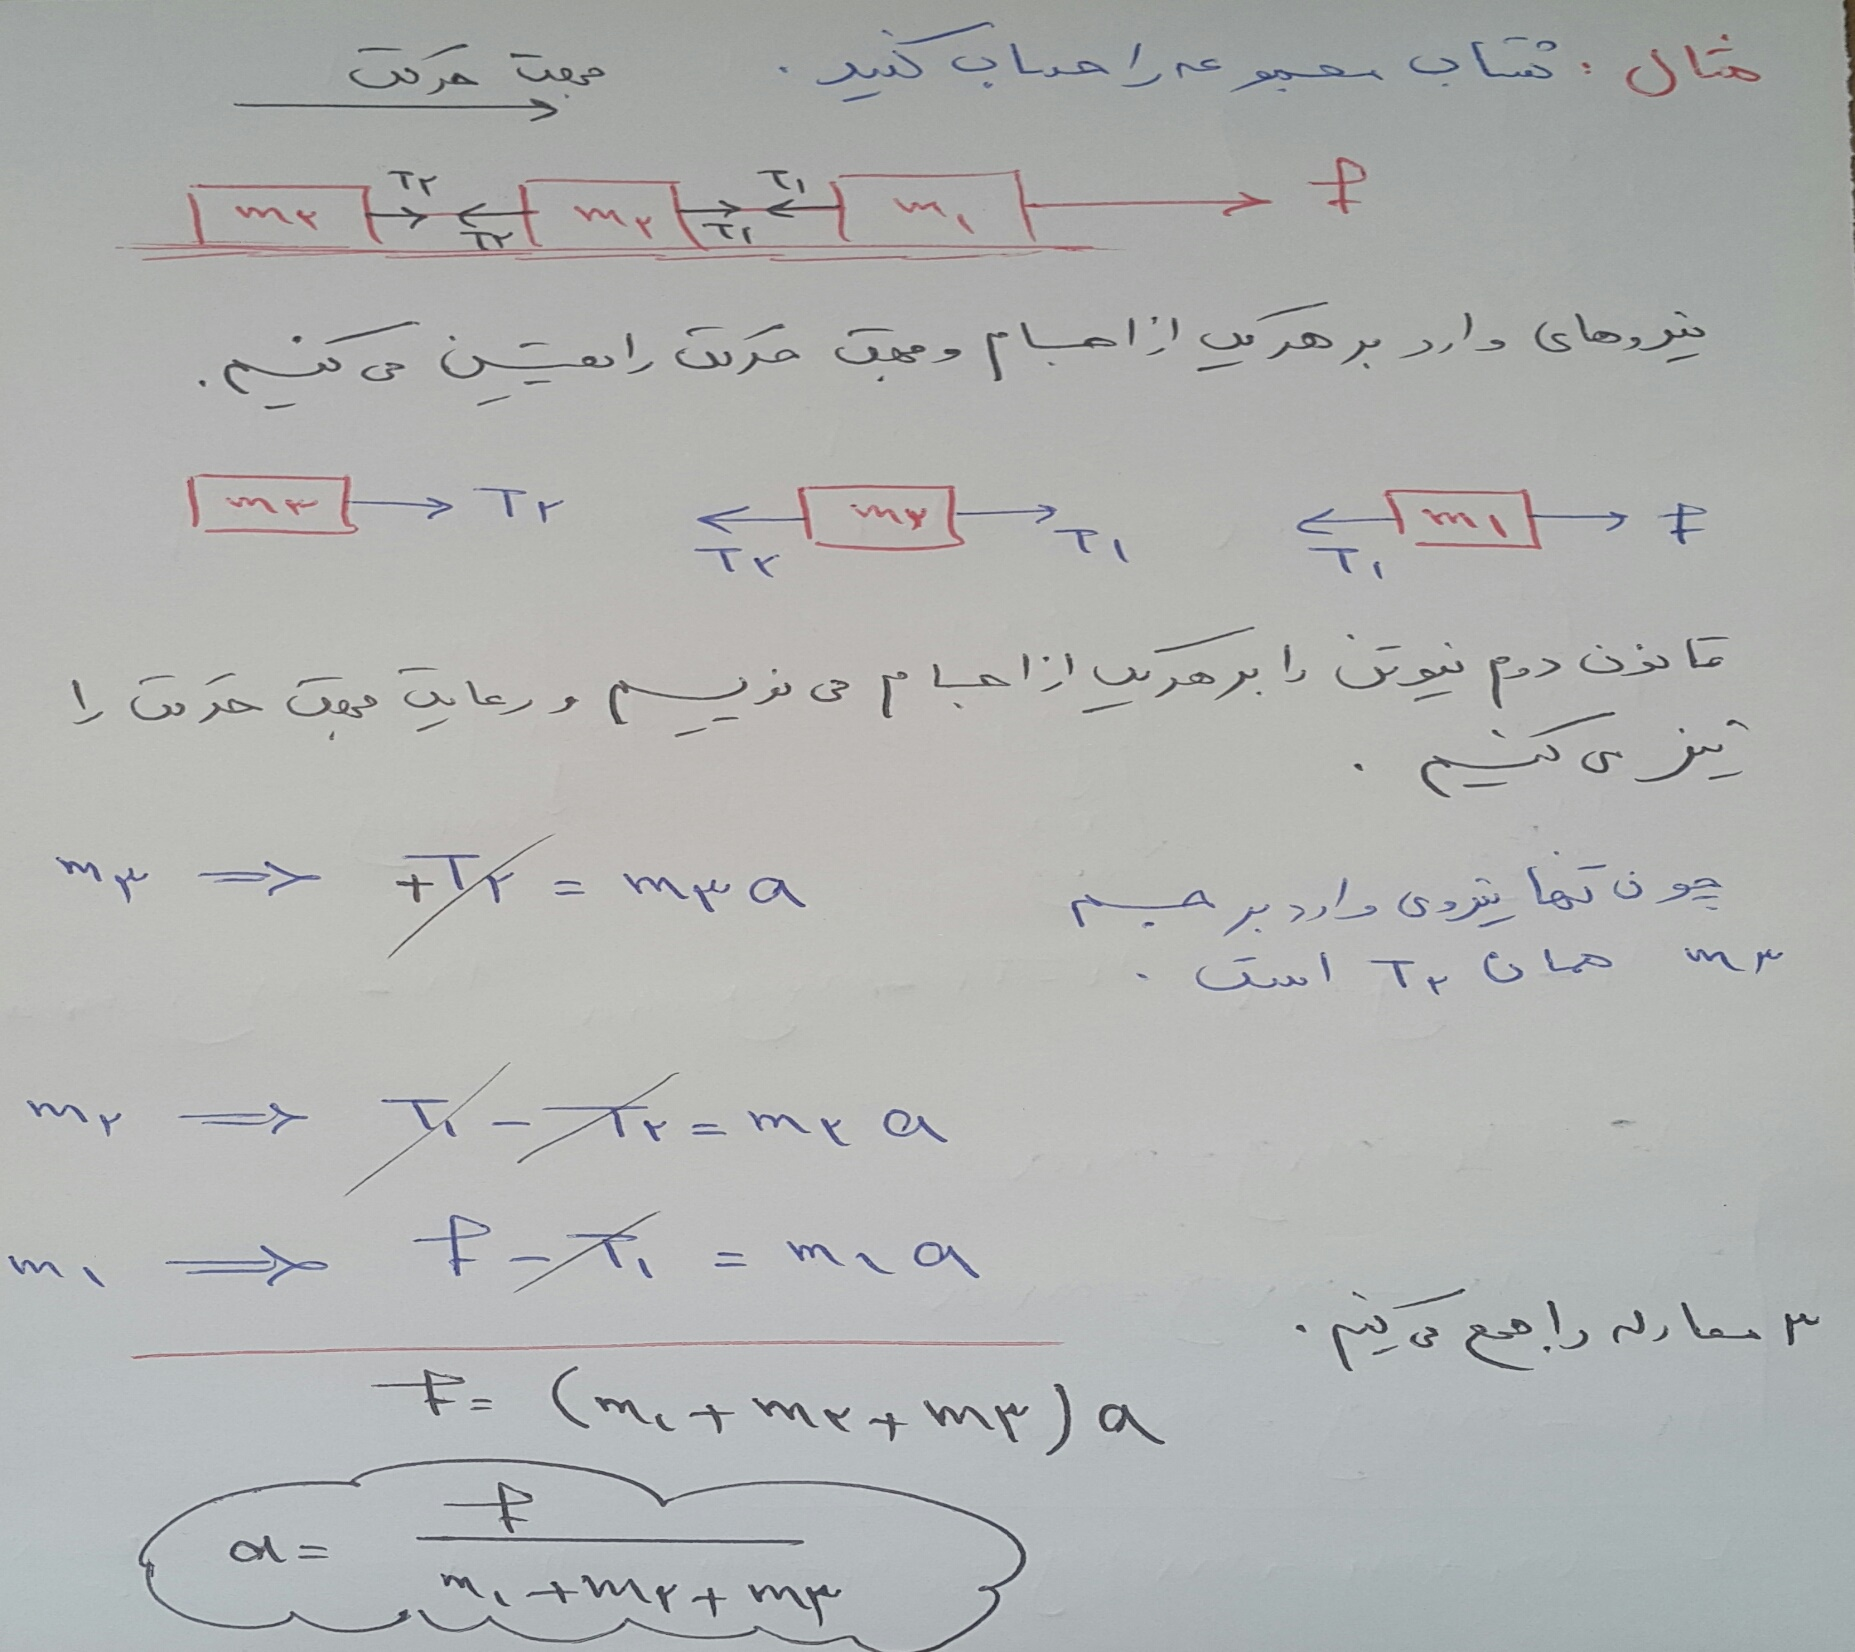 مثال : شتاب مجموعه را حساب کنید .
جهت حرکت
m۳ T۲ T۲ m۲ T۱ T۱ m۱ f
نیروهای وارد بر هر یک از اجسام و جهت حرکت را تعیین می کنیم .
m۳ T۲ T۲ m۲ T۱ T۱ m۱ f
قانون دوم نیوتن را بر هر یک از اجسام می نویسیم و رعایت جهت حرکت را
نیز می کنیم .
m۳ ⇒ +T۲ = m۳ a
چون تنها نیروی وارد بر جسم
m۳ همان T۲ است .
m۲ ⇒ T۱ - T۲ = m۲ a
m۱ ⇒ f - T۱ = m۱ a
۳ معادله را جمع می کنیم .
f = (m۱ + m۲ + m۳) a
a = f / m۱ + m۲ + m۳